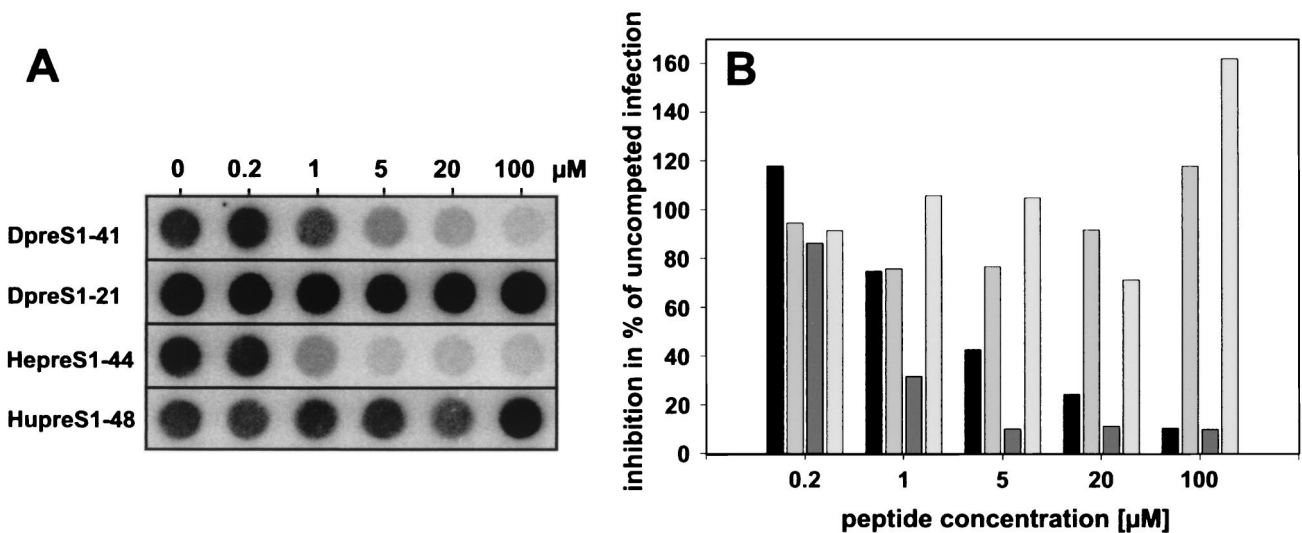 A
0 0.2 1 5 20 100 µM
DpreS1-41
DpreS1-21
HepreS1-44
HupreS1-48
B
inhibition in % of uncompeted infection
160
140
120
100
80
60
40
20
0
0.2 1 5 20 100
peptide concentration [µM]